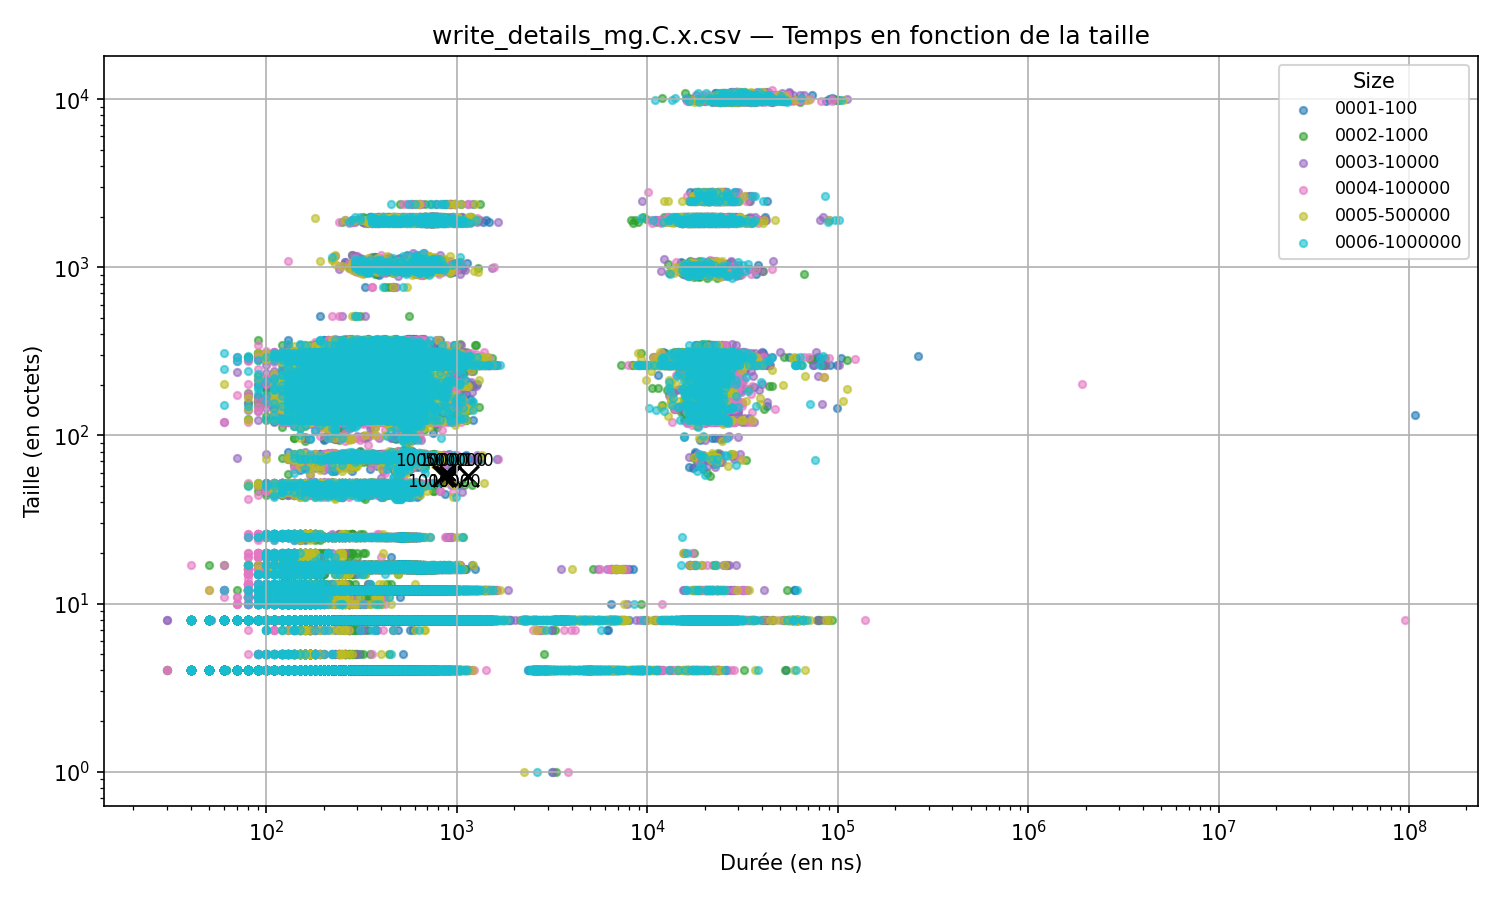 write_details_mg.C.x.csv — Temps en fonction de la taille
Size
0001-100
0002-1000
0003-10000
0004-100000
0005-500000
0006-1000000
10⁴
10³
10²
10¹
10⁰
Taille (en octets)
10² 10³ 10⁴ 10⁵ 10⁶ 10⁷ 10⁸
Durée (en ns)